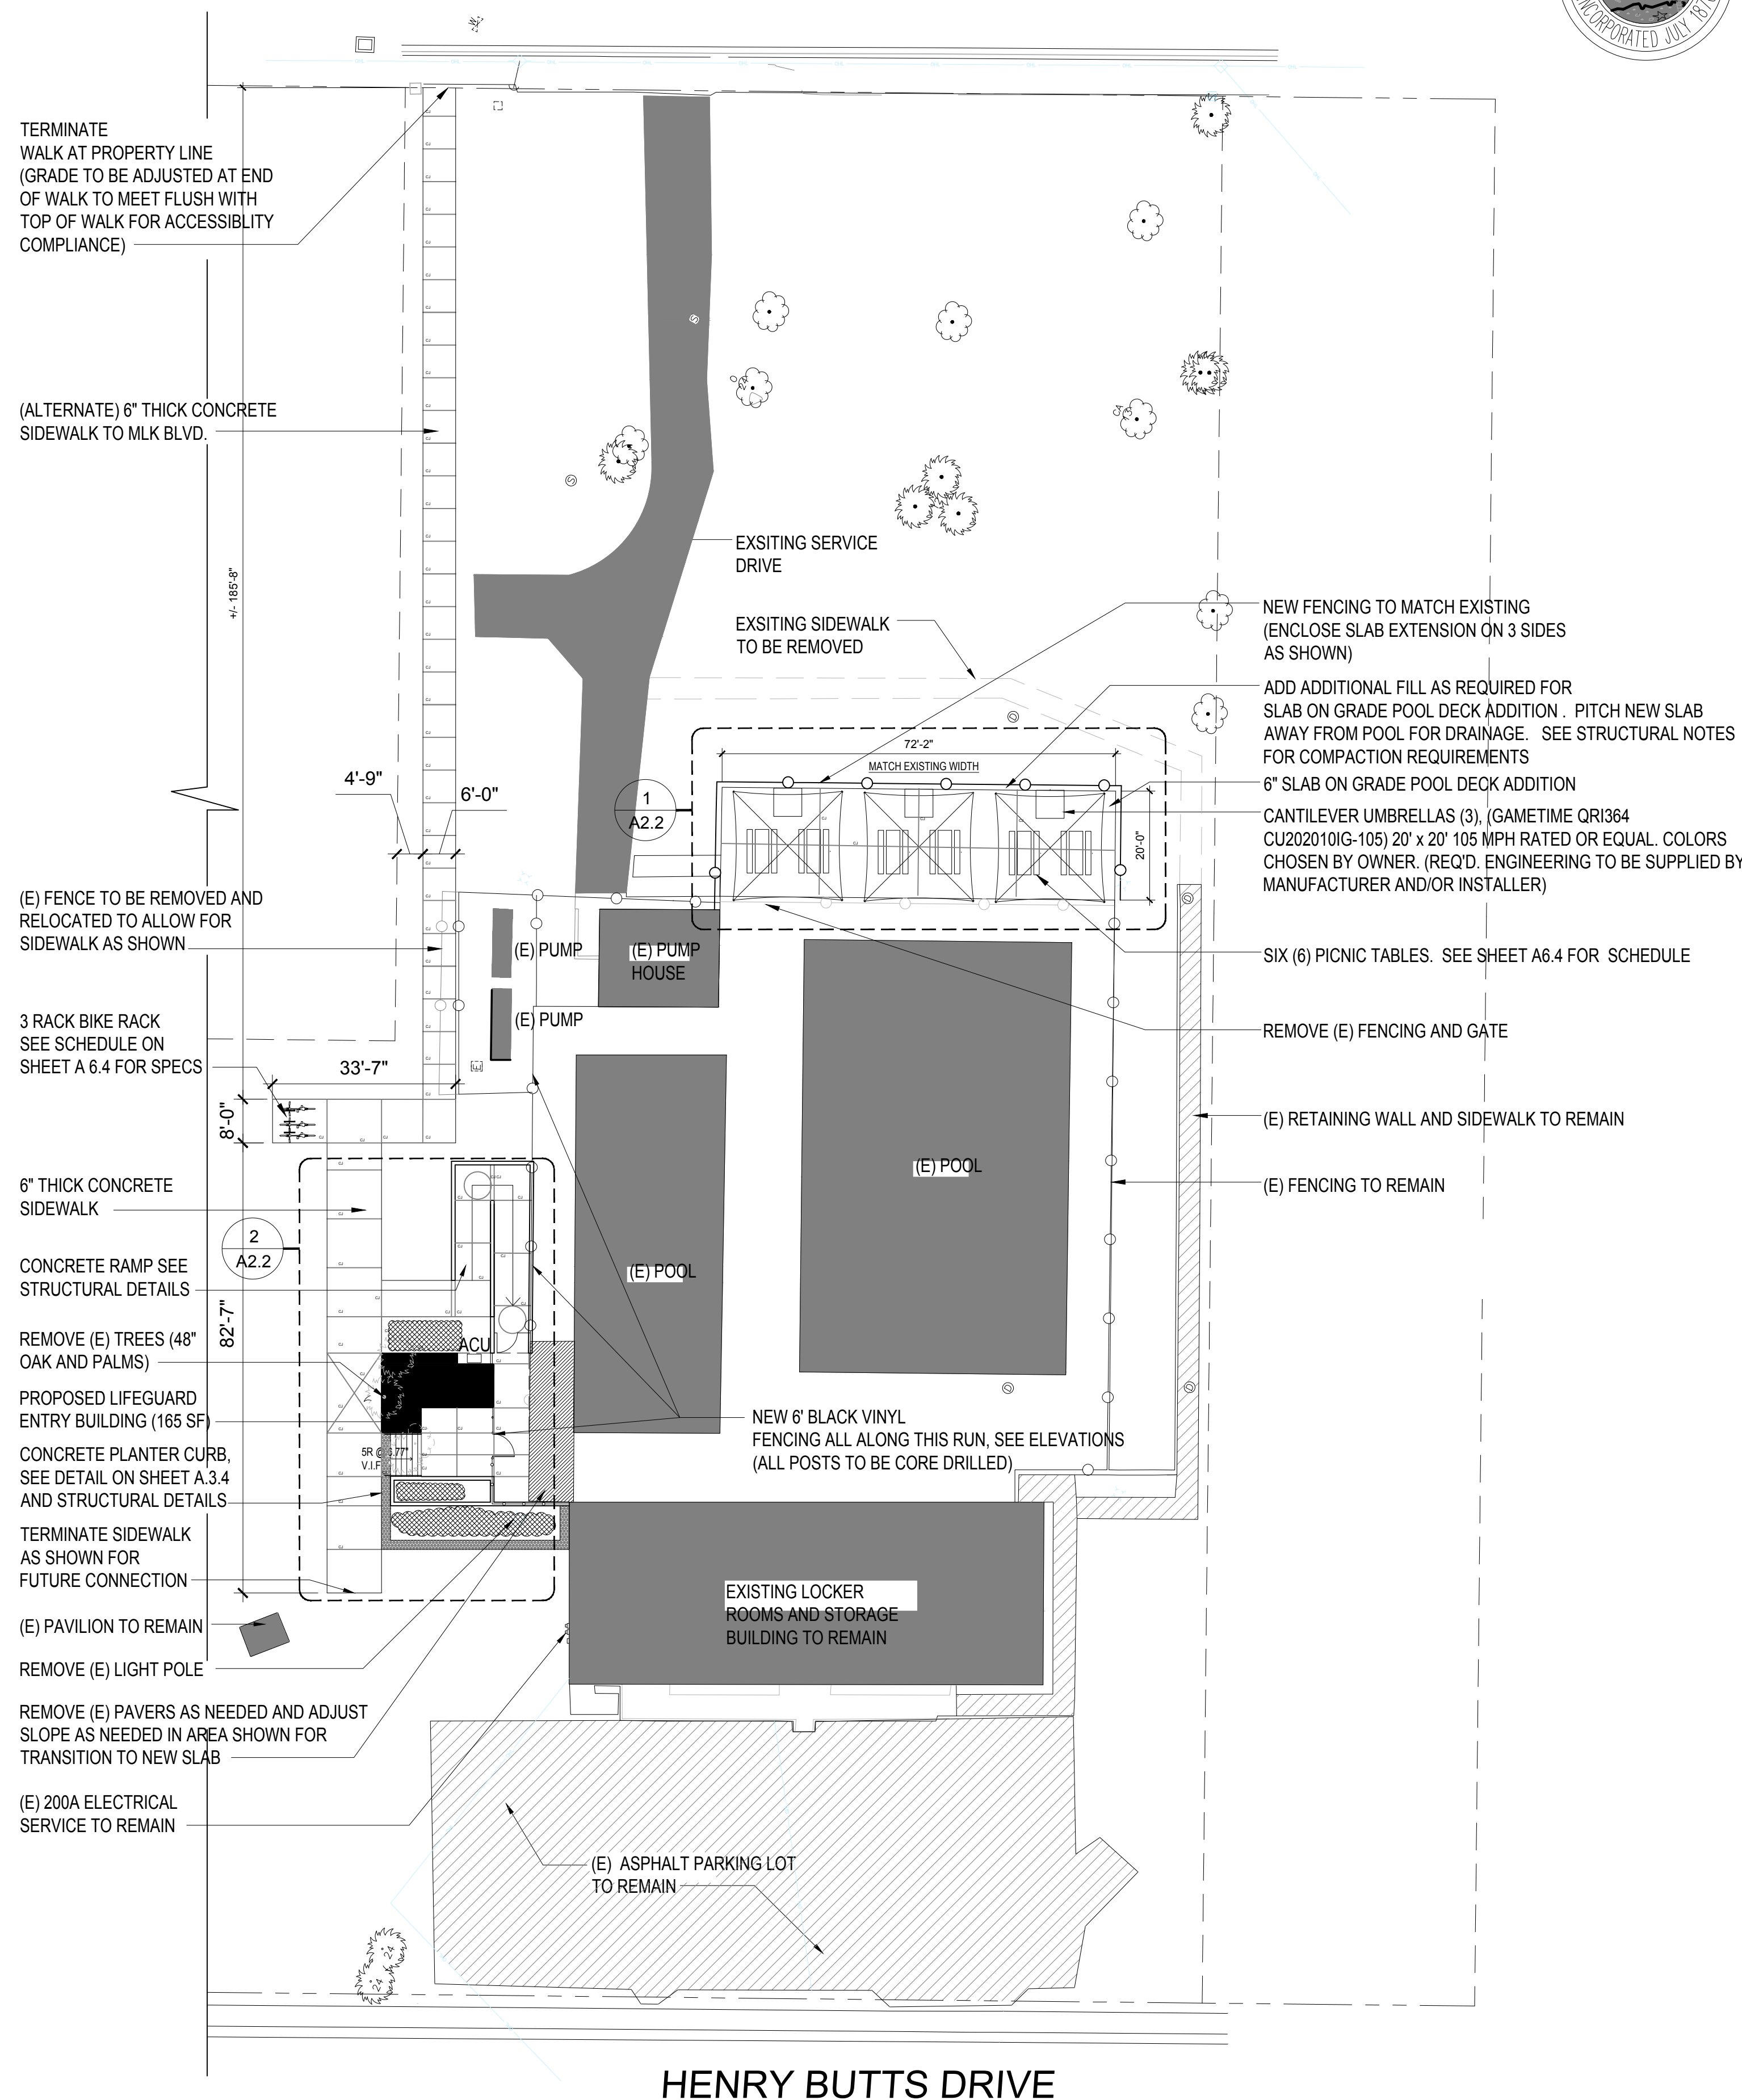 INCORPORATED JULY 187
TERMINATE
WALK AT PROPERTY LINE
(GRADE TO BE ADJUSTED AT END
OF WALK TO MEET FLUSH WITH
TOP OF WALK FOR ACCESSIBLITY
COMPLIANCE)
(ALTERNATE) 6" THICK CONCRETE
SIDEWALK TO MLK BLVD.
+/- 185'-8"
4'-9"
6'-0"
(E) FENCE TO BE REMOVED AND
RELOCATED TO ALLOW FOR
SIDEWALK AS SHOWN
3 RACK BIKE RACK
SEE SCHEDULE ON
SHEET A 6.4 FOR SPECS
33'-7"
8'-0"
6" THICK CONCRETE
SIDEWALK
2
A2.2
CONCRETE RAMP SEE
STRUCTURAL DETAILS
82'-7"
REMOVE (E) TREES (48"
OAK AND PALMS)
PROPOSED LIFEGUARD
ENTRY BUILDING (165 SF)
CONCRETE PLANTER CURB,
SEE DETAIL ON SHEET A.3.4
AND STRUCTURAL DETAILS
TERMINATE SIDEWALK
AS SHOWN FOR
FUTURE CONNECTION
(E) PAVILION TO REMAIN
REMOVE (E) LIGHT POLE
REMOVE (E) PAVERS AS NEEDED AND ADJUST
SLOPE AS NEEDED IN AREA SHOWN FOR
TRANSITION TO NEW SLAB
(E) 200A ELECTRICAL
SERVICE TO REMAIN
EXSITING SERVICE
DRIVE
EXSITING SIDEWALK
TO BE REMOVED
1
A2.2
72'-2"
MATCH EXISTING WIDTH
20'-0"
(E) PUMP
(E) PUMP
HOUSE
(E) PUMP
(E) POOL
(E) POOL
ACU
5R @ 6.77"
V.I.F
NEW 6' BLACK VINYL
FENCING ALL ALONG THIS RUN, SEE ELEVATIONS
(ALL POSTS TO BE CORE DRILLED)
EXISTING LOCKER
ROOMS AND STORAGE
BUILDING TO REMAIN
(E) ASPHALT PARKING LOT
TO REMAIN
24
24
NEW FENCING TO MATCH EXISTING
(ENCLOSE SLAB EXTENSION ON 3 SIDES
AS SHOWN)
ADD ADDITIONAL FILL AS REQUIRED FOR
SLAB ON GRADE POOL DECK ADDITION . PITCH NEW SLAB
AWAY FROM POOL FOR DRAINAGE. SEE STRUCTURAL NOTES
FOR COMPACTION REQUIREMENTS
6" SLAB ON GRADE POOL DECK ADDITION
CANTILEVER UMBRELLAS (3), (GAMETIME QRI364
CU202010IG-105) 20' x 20' 105 MPH RATED OR EQUAL. COLORS
CHOSEN BY OWNER. (REQ'D. ENGINEERING TO BE SUPPLIED BY
MANUFACTURER AND/OR INSTALLER)
SIX (6) PICNIC TABLES. SEE SHEET A6.4 FOR SCHEDULE
REMOVE (E) FENCING AND GATE
(E) RETAINING WALL AND SIDEWALK TO REMAIN
(E) FENCING TO REMAIN
HENRY BUTTS DRIVE